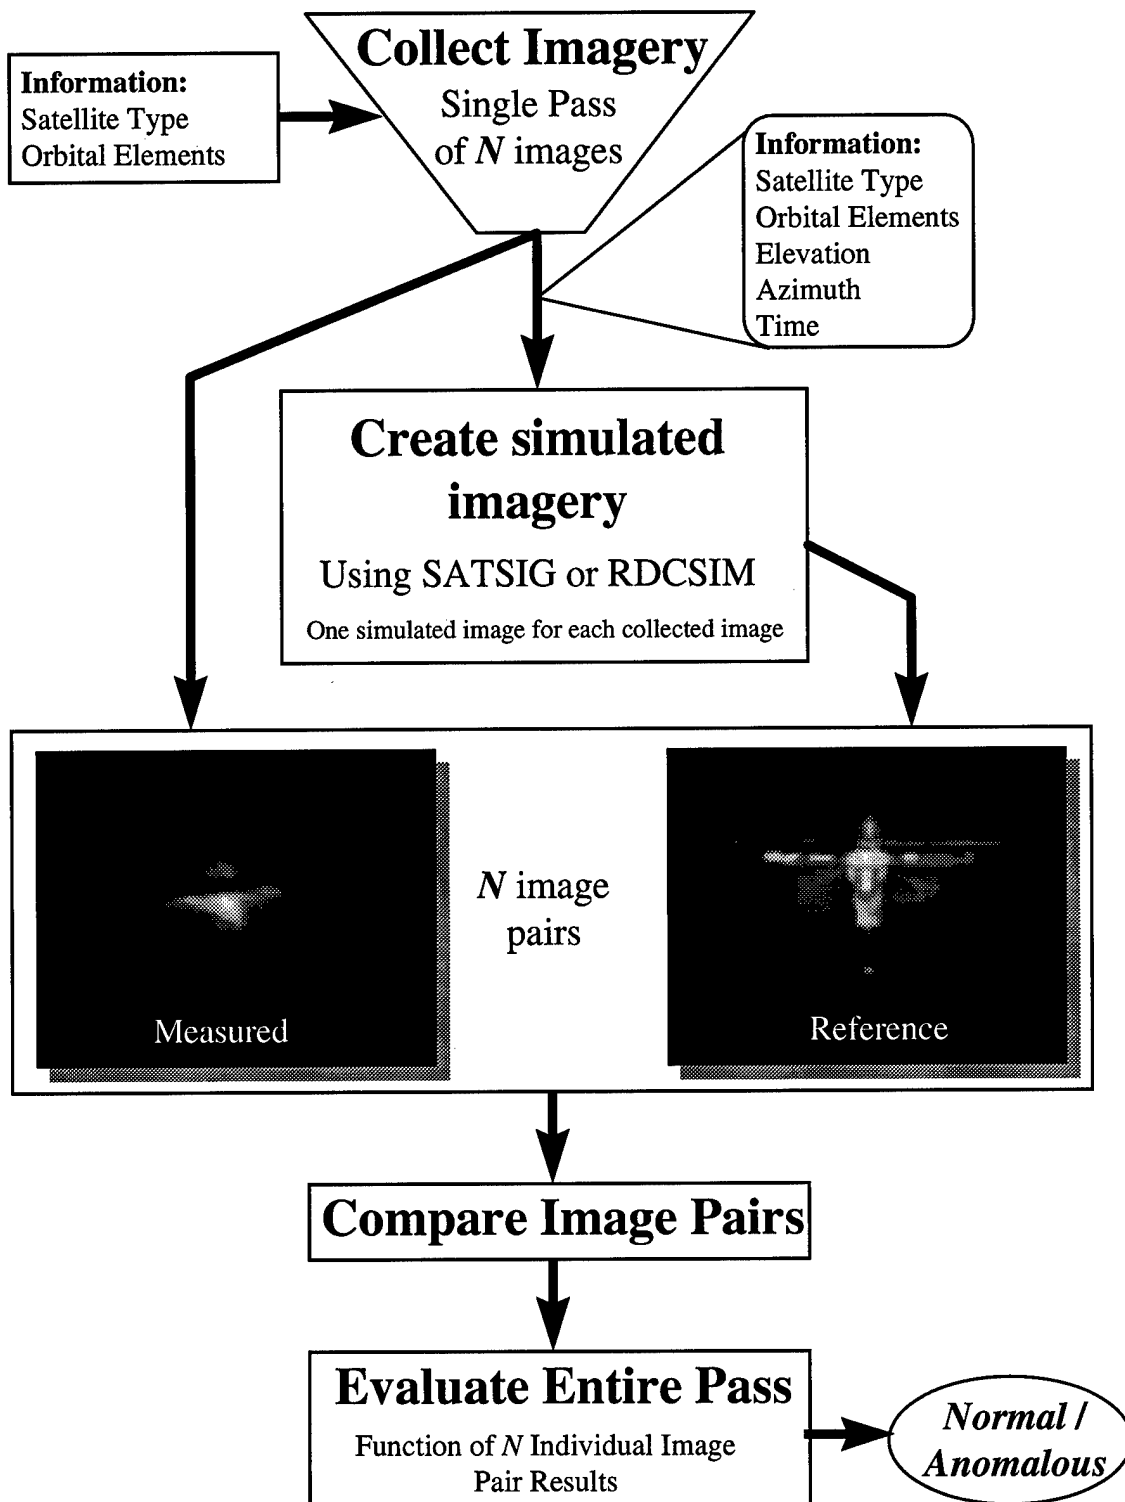 Collect Imagery
Single Pass
of N images
Information:
Satellite Type
Orbital Elements
Information:
Satellite Type
Orbital Elements
Elevation
Azimuth
Time
Create simulated
imagery
Using SATSIG or RDCSIM
One simulated image for each collected image
N image
pairs
Measured
Reference
Compare Image Pairs
Evaluate Entire Pass
Function of N Individual Image
Pair Results
Normal /
Anomalous